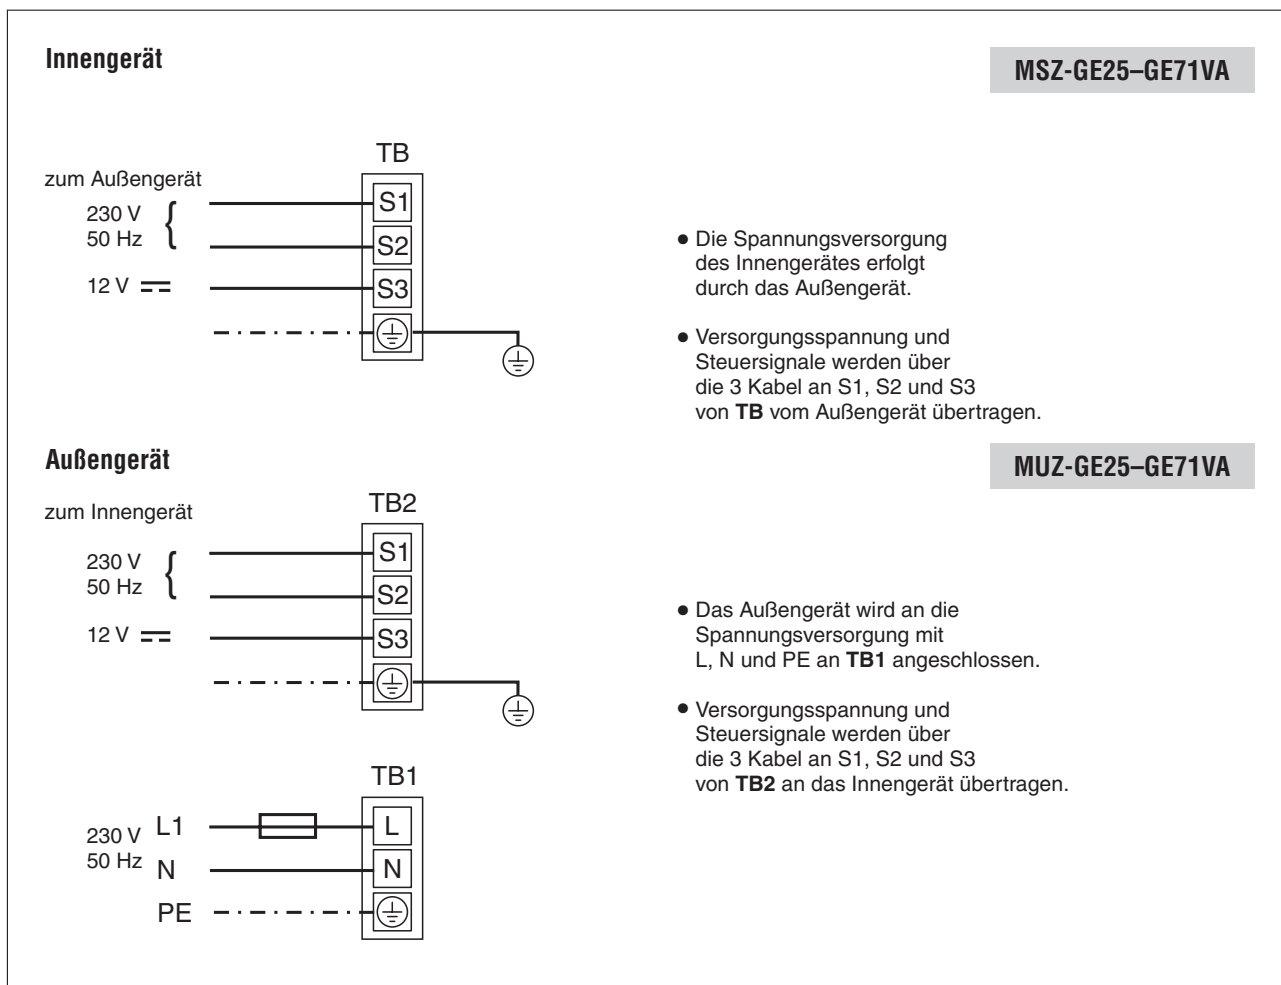 Innengerät
MSZ-GE25–GE71VA
TB
zum Außengerät
230 V
50 Hz
12 V
S1
S2
S3
● Die Spannungsversorgung
des Innengerätes erfolgt
durch das Außengerät.
● Versorgungsspannung und
Steuersignale werden über
die 3 Kabel an S1, S2 und S3
von TB vom Außengerät übertragen.
Außengerät
MUZ-GE25–GE71VA
TB2
zum Innengerät
230 V
50 Hz
12 V
S1
S2
S3
● Das Außengerät wird an die
Spannungsversorgung mit
L, N und PE an TB1 angeschlossen.
● Versorgungsspannung und
Steuersignale werden über
die 3 Kabel an S1, S2 und S3
von TB2 an das Innengerät übertragen.
TB1
230 V
50 Hz
L1
N
PE
L
N